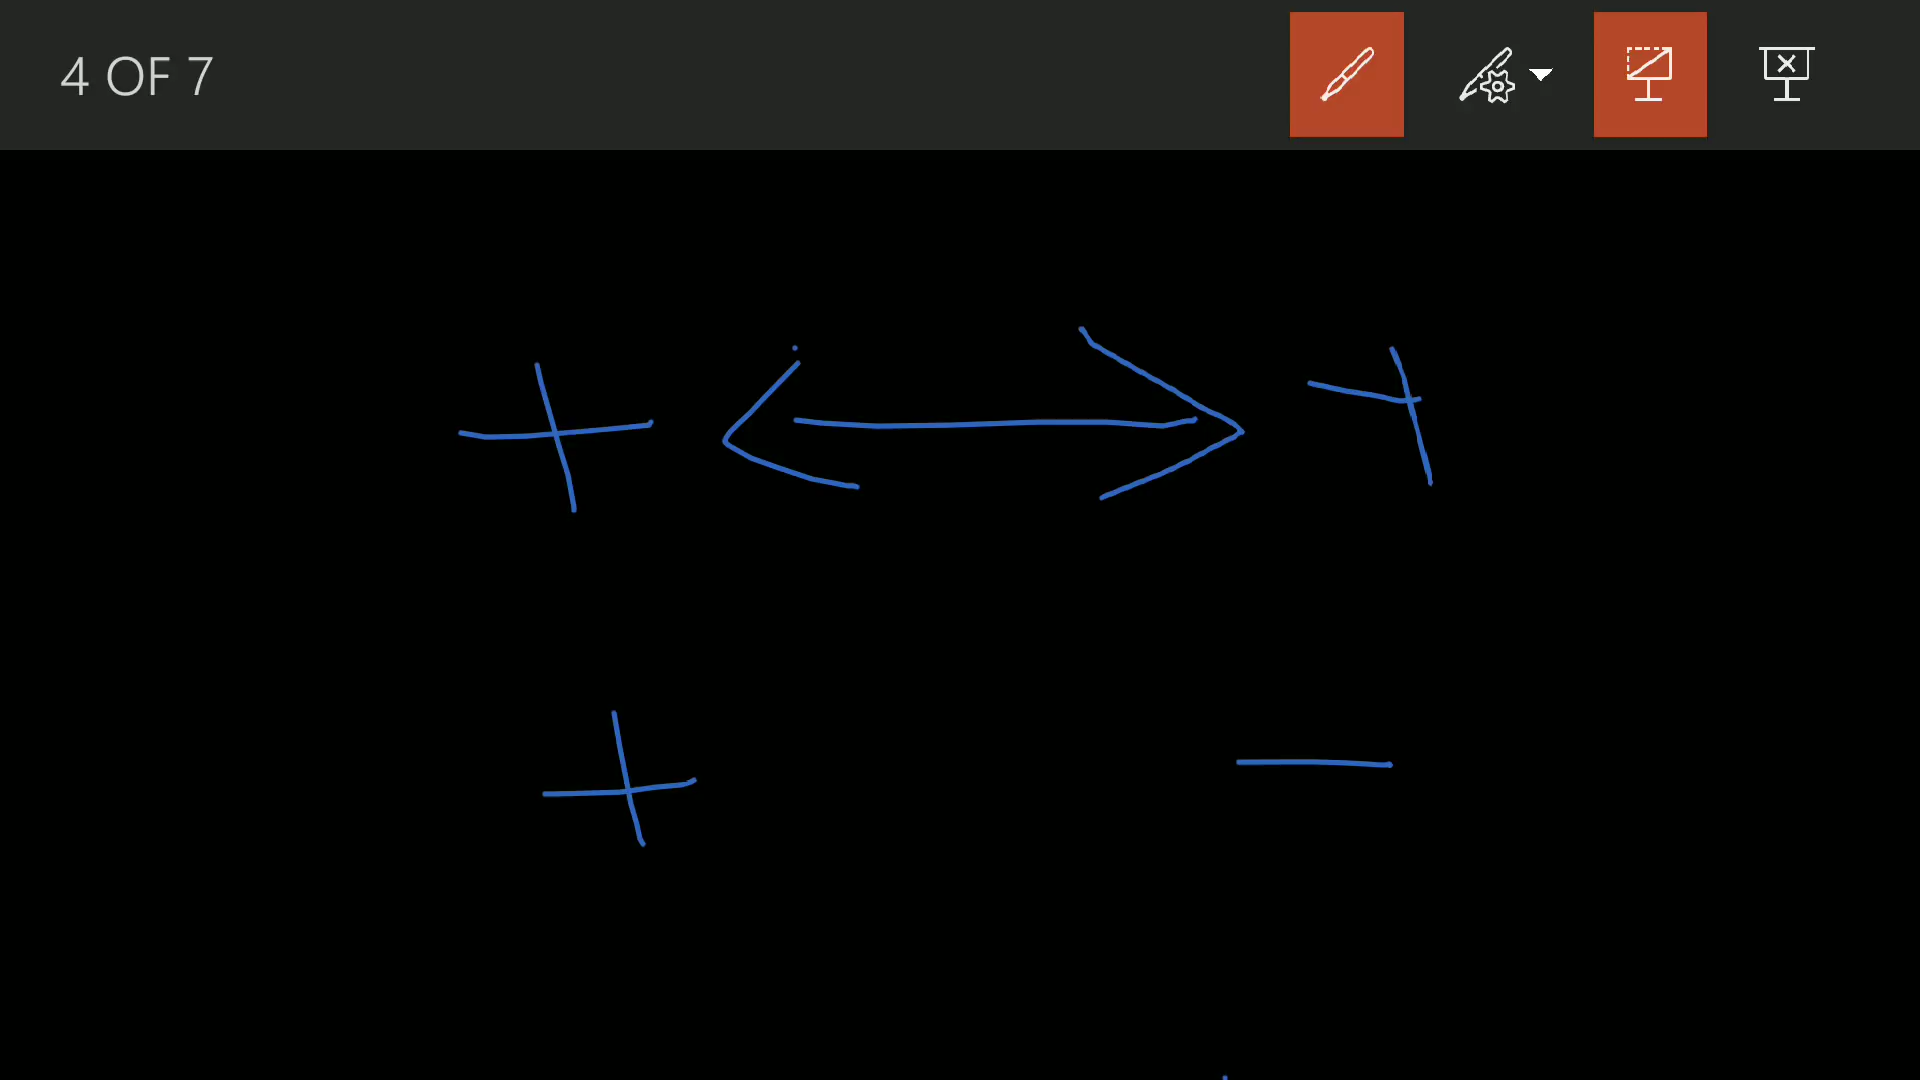 4 OF 7
+ ↔ +
+ −